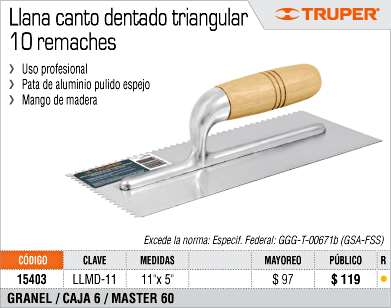 Llana canto dentado triangular
10 remaches
TRUPER®
❯ Uso profesional
❯ Pata de aluminio pulido espejo
❯ Mango de madera
Excede la norma: Especif. Federal: GGG-T-00671b (GSA-FSS)
CÓDIGO CLAVE MEDIDAS MAYOREO PÚBLICO R
15403 LLMD-11 11"x 5" $ 97 $ 119
GRANEL / CAJA 6 / MASTER 60